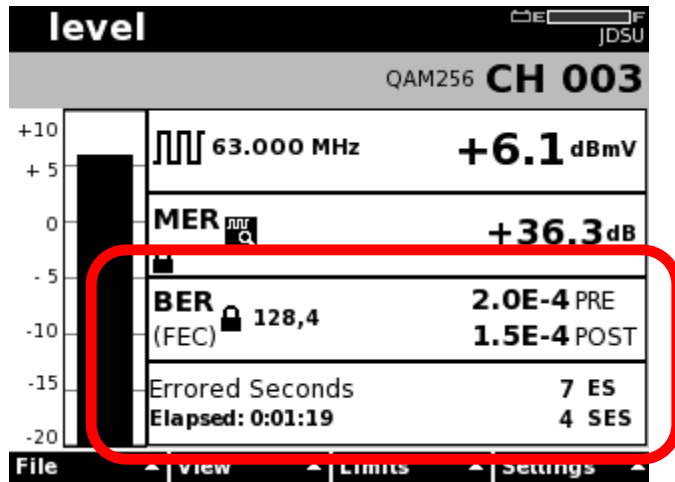 level
E F
JDSU
QAM256 CH 003
+10
+ 5
0
- 5
-10
-15
-20
63.000 MHz +6.1 dBmV
MER +36.3 dB
BER 128,4 2.0E-4 PRE
(FEC) 1.5E-4 POST
Errored Seconds 7 ES
Elapsed: 0:01:19 4 SES
File View Limits Settings